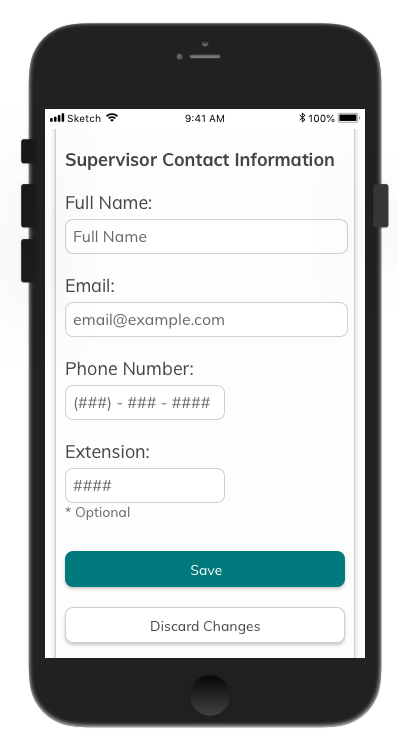 Sketch 9:41 AM 100%
Supervisor Contact Information
Full Name:
Full Name
Email:
email@example.com
Phone Number:
(###) - ### - ####
Extension:
####
* Optional
Save
Discard Changes